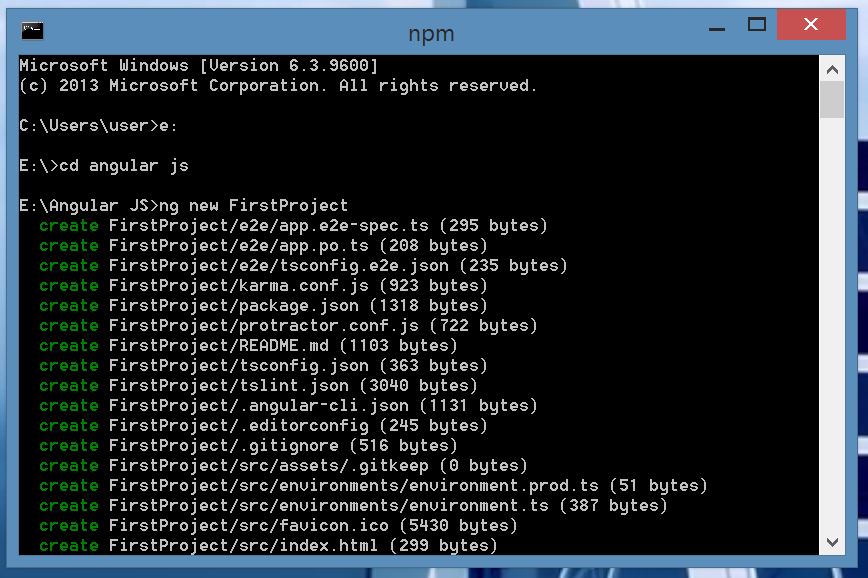 npm
Microsoft Windows [Version 6.3.9600]
(c) 2013 Microsoft Corporation. All rights reserved.
C:\Users\user>e:
E:\>cd angular js
E:\Angular JS>ng new FirstProject
create FirstProject/e2e/app.e2e-spec.ts (295 bytes)
create FirstProject/e2e/app.po.ts (208 bytes)
create FirstProject/e2e/tsconfig.e2e.json (235 bytes)
create FirstProject/karma.conf.js (923 bytes)
create FirstProject/package.json (1318 bytes)
create FirstProject/protractor.conf.js (722 bytes)
create FirstProject/README.md (1103 bytes)
create FirstProject/tsconfig.json (363 bytes)
create FirstProject/tslint.json (3040 bytes)
create FirstProject/.angular-cli.json (1131 bytes)
create FirstProject/.editorconfig (245 bytes)
create FirstProject/.gitignore (516 bytes)
create FirstProject/src/assets/.gitkeep (0 bytes)
create FirstProject/src/environments/environment.prod.ts (51 bytes)
create FirstProject/src/environments/environment.ts (387 bytes)
create FirstProject/src/favicon.ico (5430 bytes)
create FirstProject/src/index.html (299 bytes)